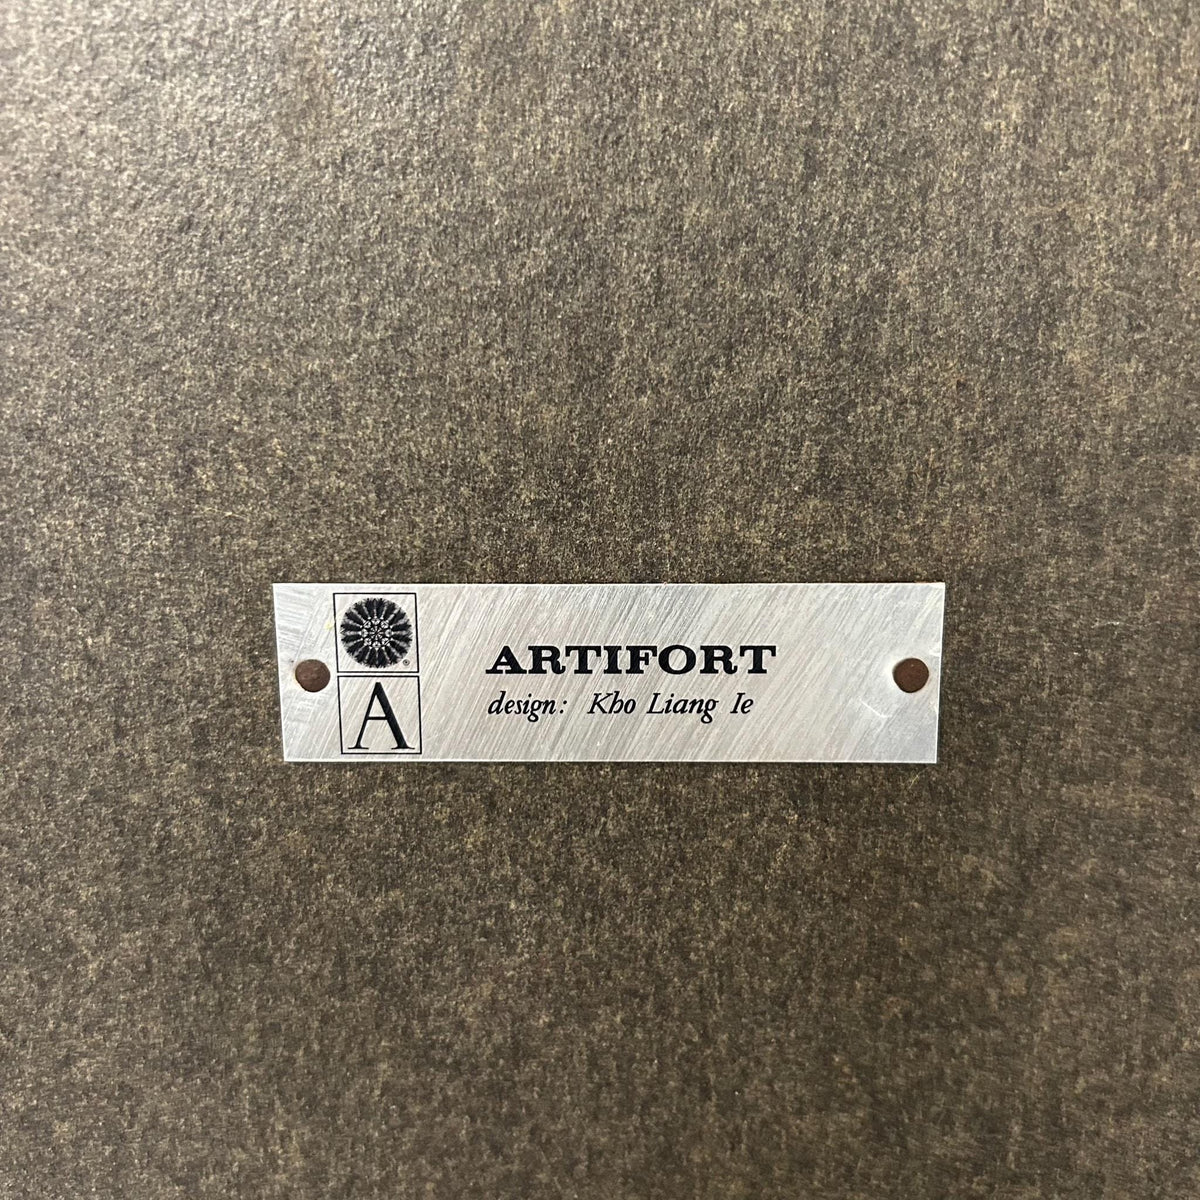 ®
A
ARTIFORT
design: Kho Liang Ie